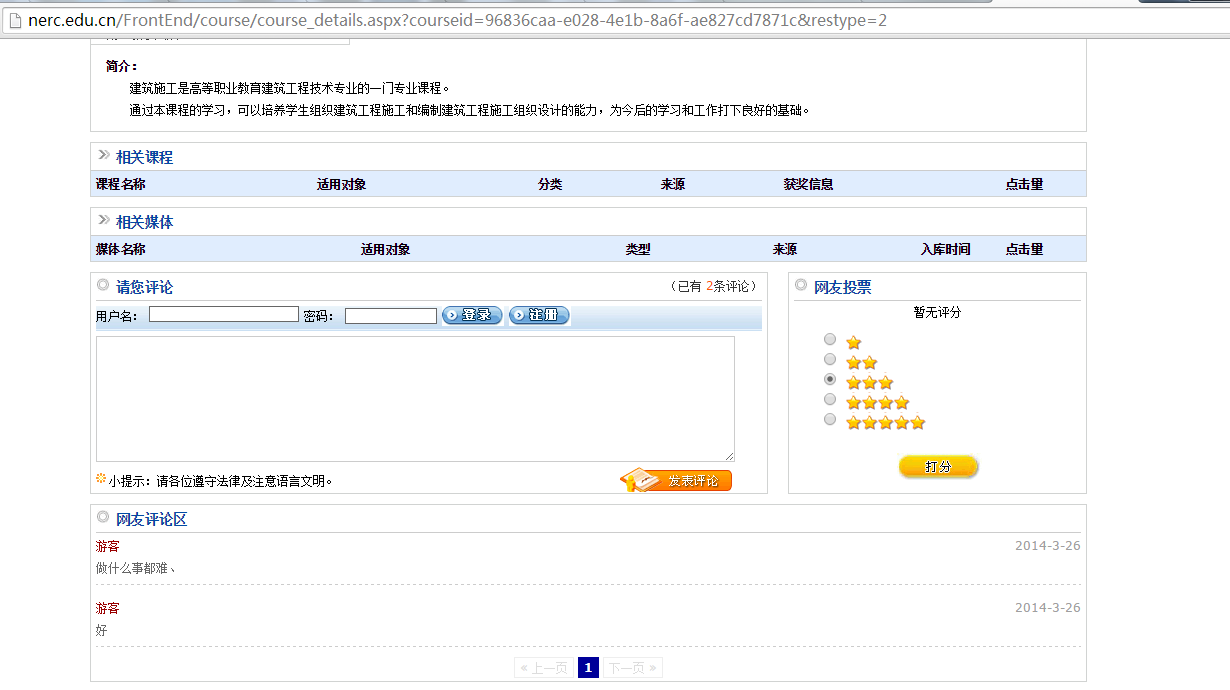 nerc.edu.cn/FrontEnd/course/course_details.aspx?courseid=96836caa-e028-4e1b-8a6f-ae827cd7871c&restype=2
简介：
建筑施工是高等职业教育建筑工程技术专业的一门专业课程。
通过本课程的学习，可以培养学生组织建筑工程施工和编制建筑工程施工组织设计的能力，为今后的学习和工作打下良好的基础。
相关课程
课程名称 适用对象 分类 来源 获奖信息 点击量
相关媒体
媒体名称 适用对象 类型 来源 入库时间 点击量
请您评论 （已有 2条评论）
用户名： 密码： 登录 注册
小提示：请各位遵守法律及注意语言文明。 发表评论
网友投票
暂无评分
打分
网友评论区
游客 2014-3-26
做什么事都难、
游客 2014-3-26
好
« 上一页 1 下一页 »